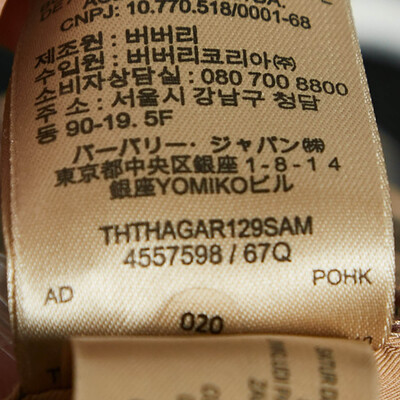 CNPJ: 10.770.518/0001-68
제조원 : 버버리
수입원 : 버버리코리아㈜
소비자상담실 : 080 700 8800
주 소 : 서울시 강남구 청담
동 90-19. 5F
バーバリー・ジャパン㈱
東京都中央区銀座 1-8-14
銀座YOMIKOビル
THTHAGAR129SAM
4557598 / 67Q
AD
POHK
020